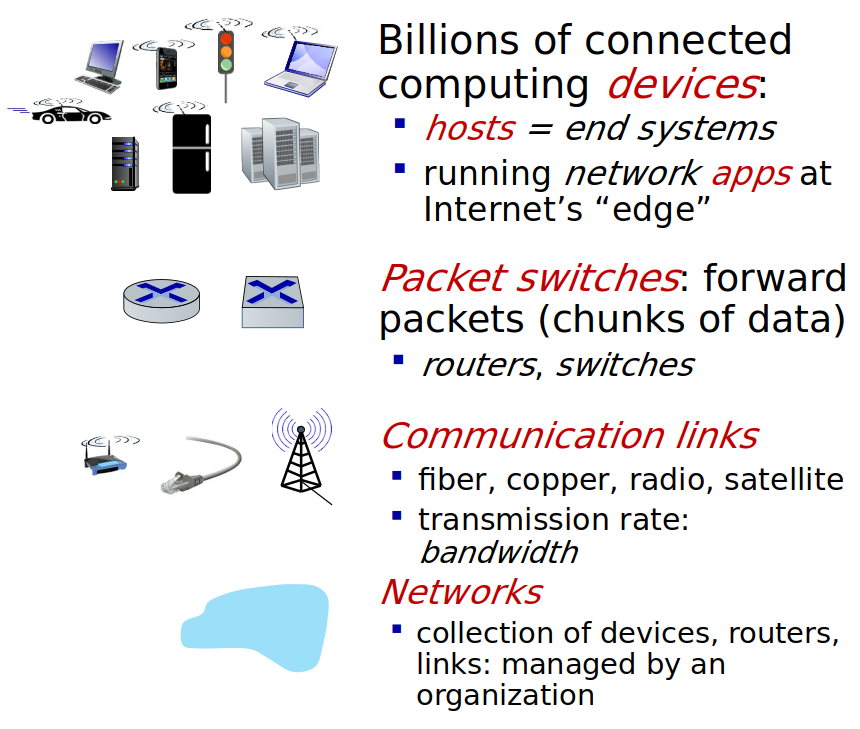 Billions of connected
computing devices:
▪ hosts = end systems
▪ running network apps at
Internet’s “edge”
Packet switches: forward
packets (chunks of data)
▪ routers, switches
Communication links
▪ fiber, copper, radio, satellite
▪ transmission rate:
bandwidth
Networks
▪ collection of devices, routers,
links: managed by an
organization